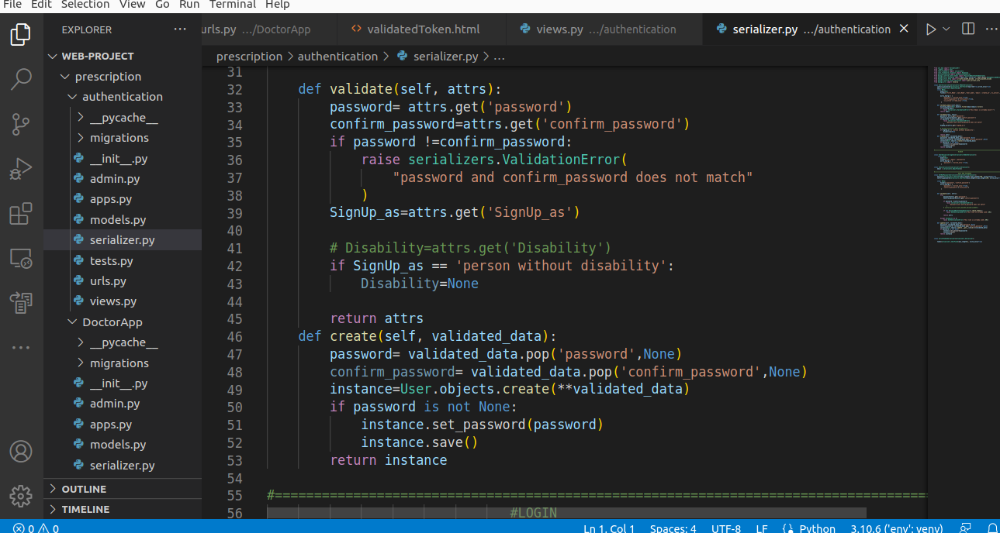 File Edit Selection View Go Run Terminal Help
EXPLORER ...
urls.py .../DoctorApp
<> validatedToken.html
views.py .../authentication
serializer.py .../authentication ×
WEB-PROJECT
prescription
authentication
__pycache__
migrations
__init__.py
admin.py
apps.py
models.py
serializer.py
tests.py
urls.py
views.py
DoctorApp
__pycache__
migrations
__init__.py
admin.py
apps.py
models.py
serializer.py
OUTLINE
TIMELINE
prescription > authentication > serializer.py > ...
31
32 def validate(self, attrs):
33 password= attrs.get('password')
34 confirm_password=attrs.get('confirm_password')
35 if password !=confirm_password:
36 raise serializers.ValidationError(
37 "password and confirm_password does not match"
38 )
39 SignUp_as=attrs.get('SignUp_as')
40
41 # Disability=attrs.get('Disability')
42 if SignUp_as == 'person without disability':
43 Disability=None
44
45 return attrs
46 def create(self, validated_data):
47 password= validated_data.pop('password',None)
48 confirm_password= validated_data.pop('confirm_password',None)
49 instance=User.objects.create(**validated_data)
50 if password is not None:
51 instance.set_password(password)
52 instance.save()
53 return instance
54
55 #====================================================================================
56 #LOGIN
0 0 Ln 1, Col 1 Spaces: 4 UTF-8 LF Python 3.10.6 ('env': venv)